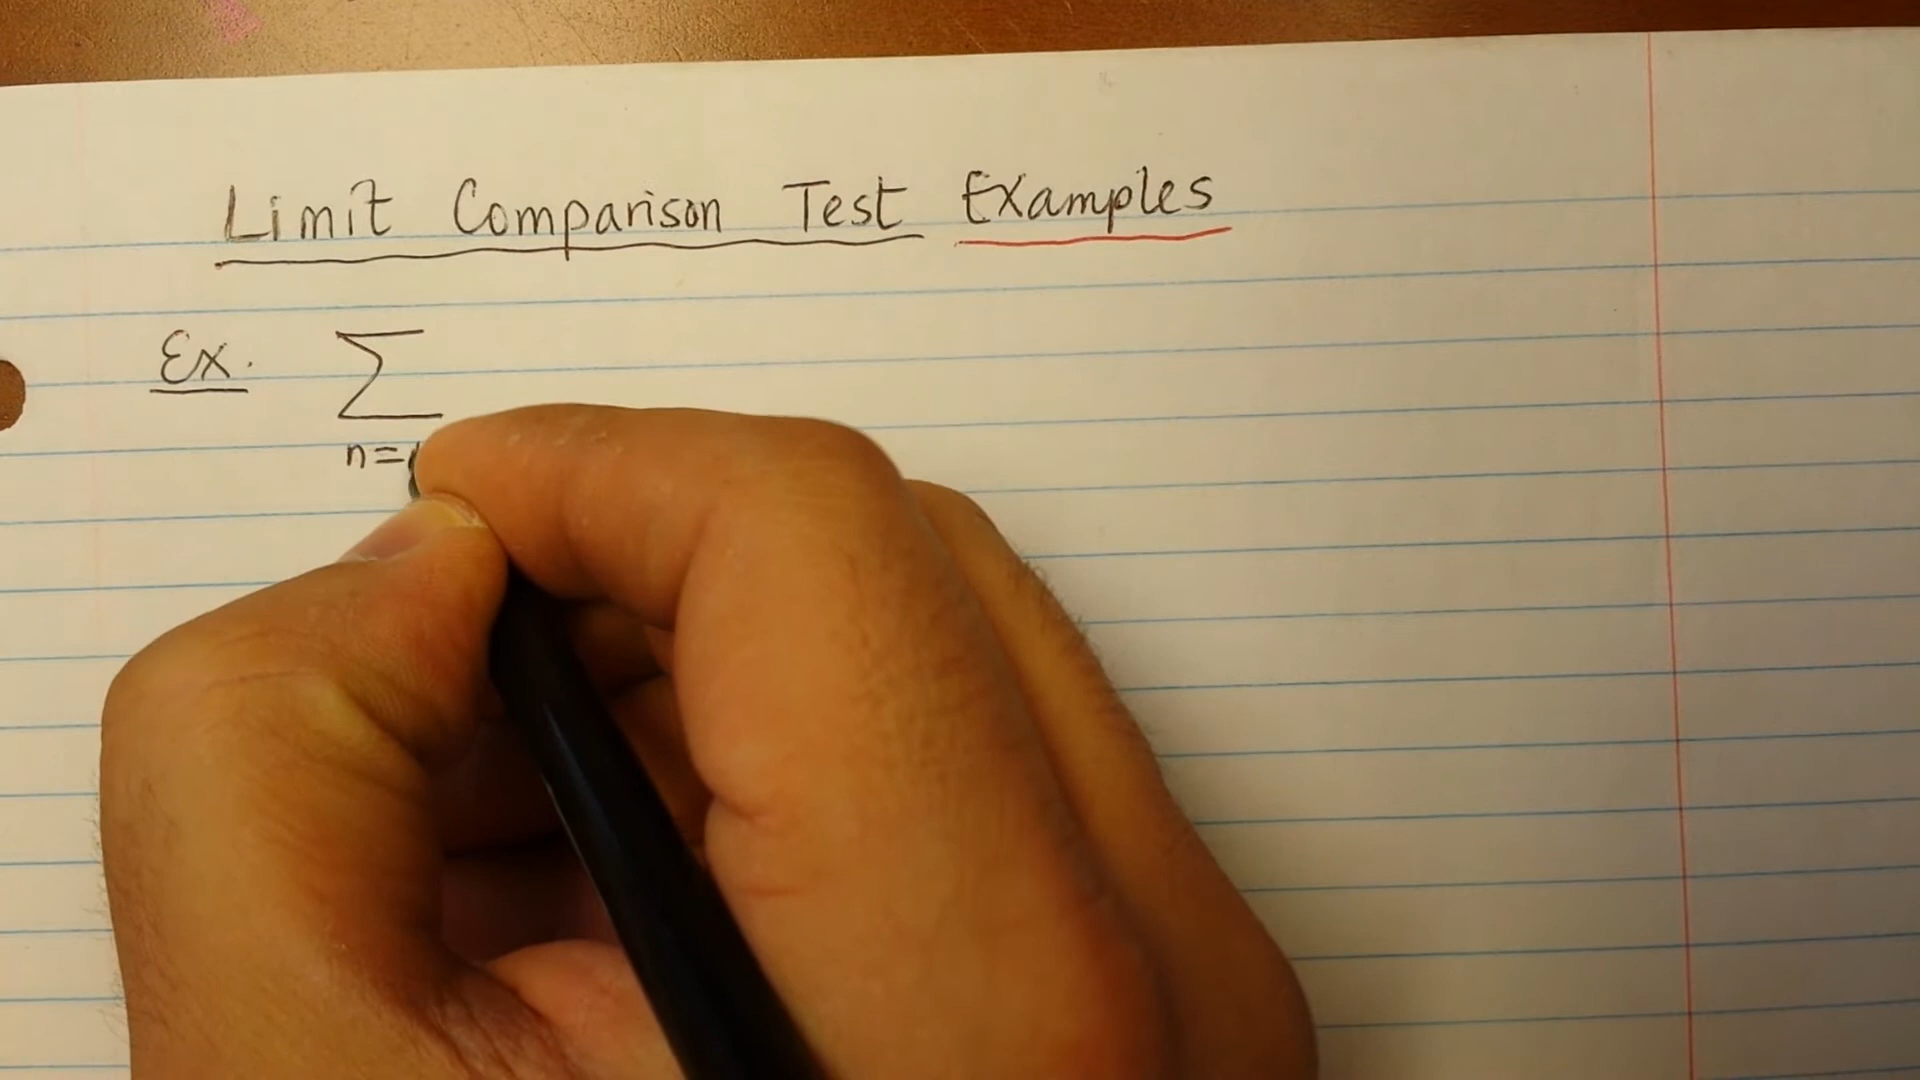 Limit Comparison Test Examples
Ex. ∑
n=